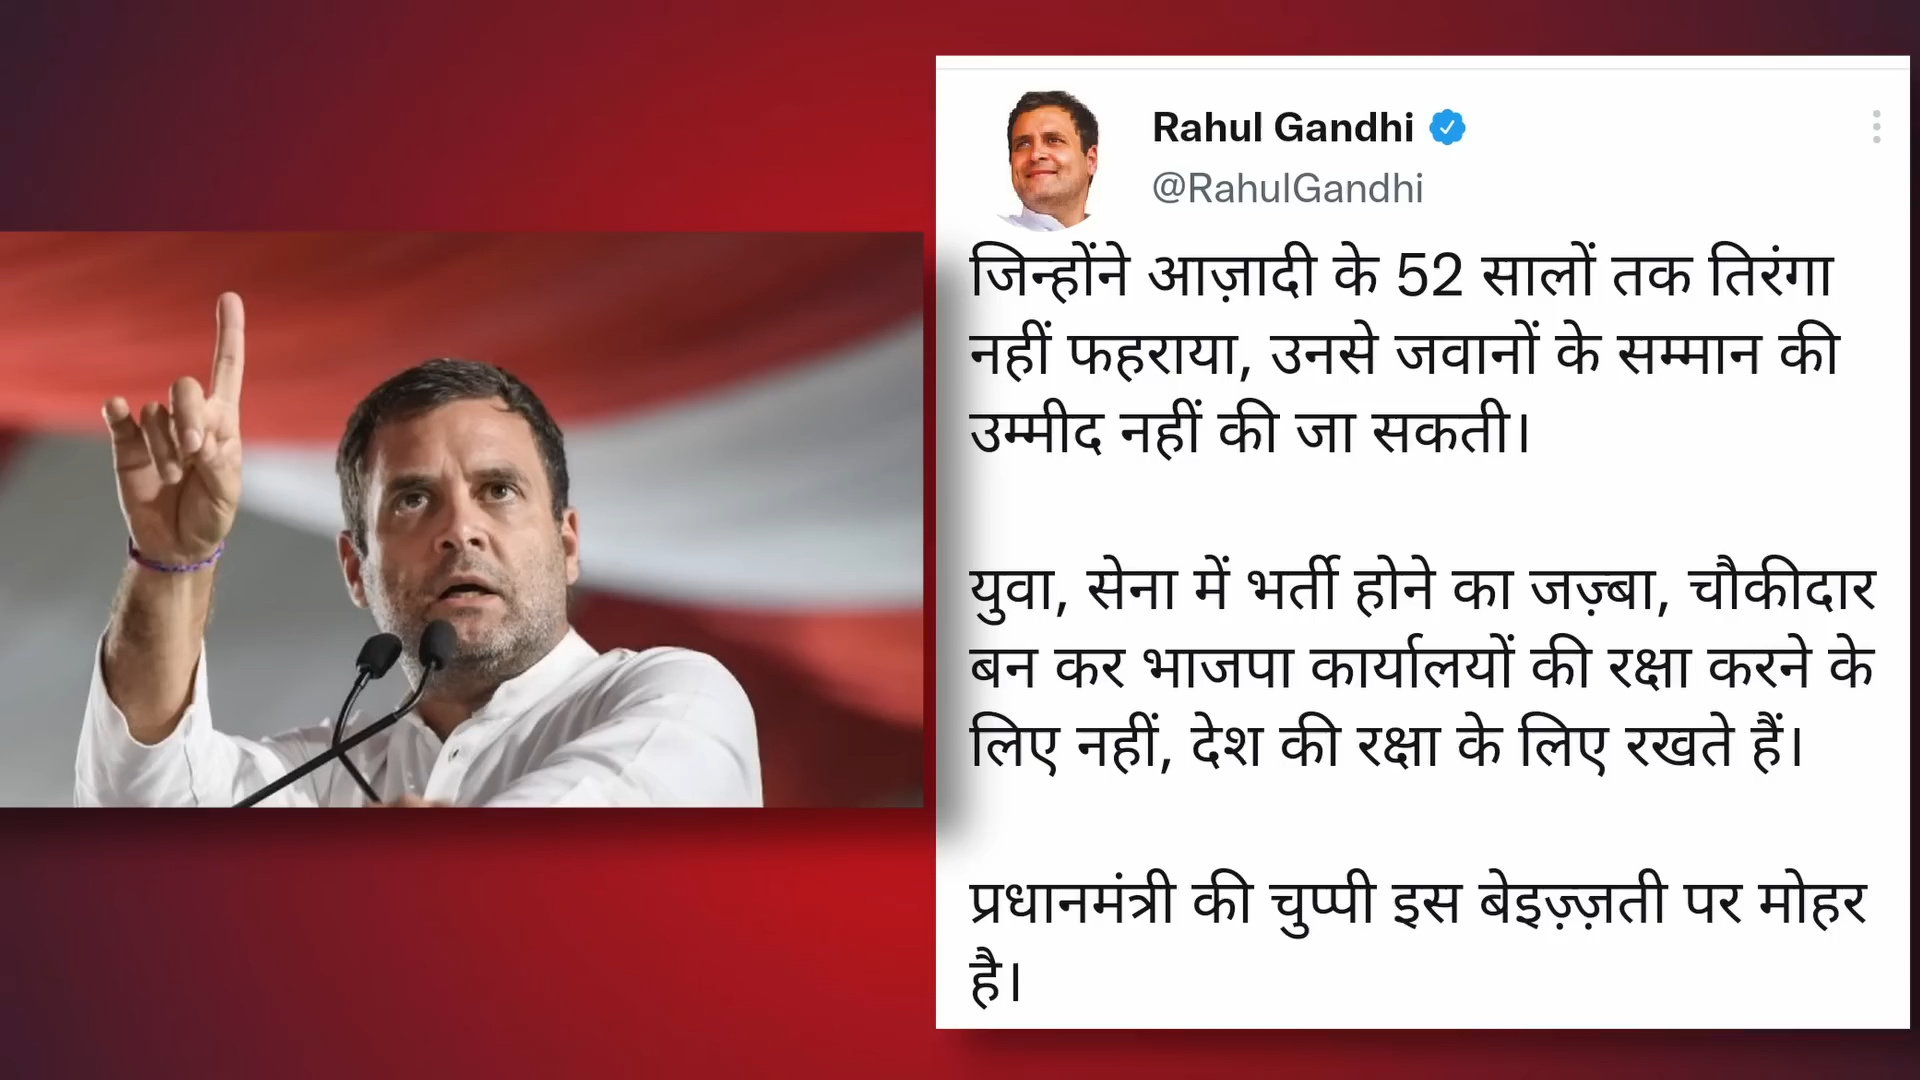 Rahul Gandhi
@RahulGandhi
जिन्होंने आज़ादी के 52 सालों तक तिरंगा
नहीं फहराया, उनसे जवानों के सम्मान की
उम्मीद नहीं की जा सकती।
युवा, सेना में भर्ती होने का जज़्बा, चौकीदार
बन कर भाजपा कार्यालयों की रक्षा करने के
लिए नहीं, देश की रक्षा के लिए रखते हैं।
प्रधानमंत्री की चुप्पी इस बेइज़्ज़ती पर मोहर
है।